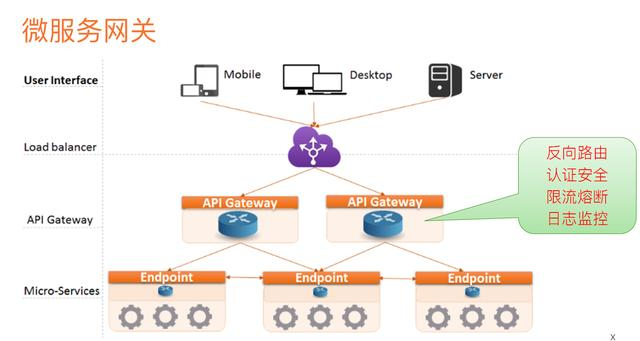 微服务网关
User Interface
Mobile
Desktop
Server
Load balancer
反向路由
认证安全
限流熔断
日志监控
API Gateway
API Gateway
API Gateway
Endpoint
Endpoint
Endpoint
Micro-Services
X